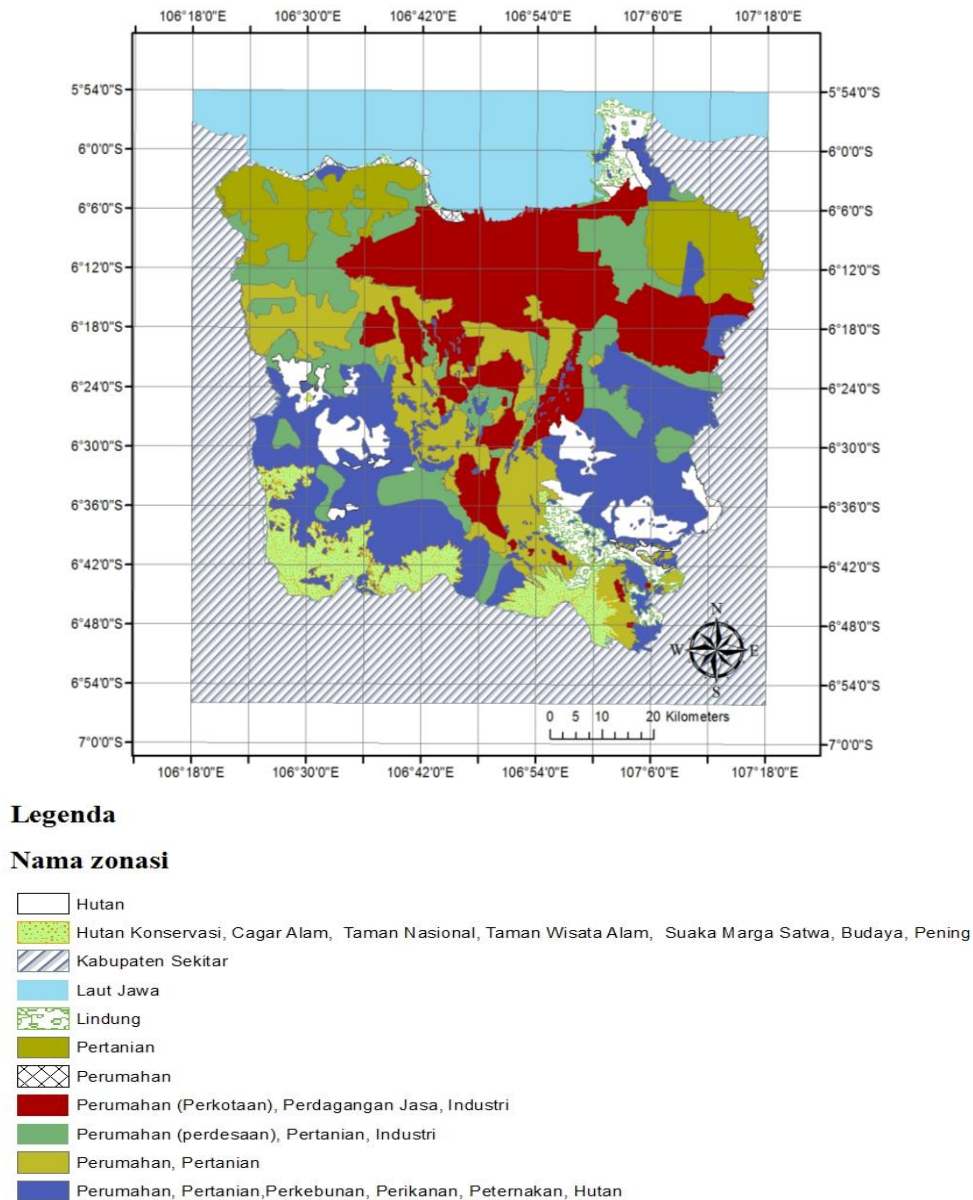 106°18'0"E 106°30'0"E 106°42'0"E 106°54'0"E 107°6'0"E 107°18'0"E
5°54'0"S 5°54'0"S
6°0'0"S 6°0'0"S
6°6'0"S 6°6'0"S
6°12'0"S 6°12'0"S
6°18'0"S 6°18'0"S
6°24'0"S 6°24'0"S
6°30'0"S 6°30'0"S
6°36'0"S 6°36'0"S
6°42'0"S 6°42'0"S
N
6°48'0"S 6°48'0"S
W E
S
6°54'0"S 6°54'0"S
0 5 10 20 Kilometers
7°0'0"S 7°0'0"S
106°18'0"E 106°30'0"E 106°42'0"E 106°54'0"E 107°6'0"E 107°18'0"E
Legenda
Nama zonasi
Hutan
Hutan Konservasi, Cagar Alam, Taman Nasional, Taman Wisata Alam, Suaka Marga Satwa, Budaya, Pening
Kabupaten Sekitar
Laut Jawa
Lindung
Pertanian
Perumahan
Perumahan (Perkotaan), Perdagangan Jasa, Industri
Perumahan (perdesaan), Pertanian, Industri
Perumahan, Pertanian
Perumahan, Pertanian,Perkebunan, Perikanan, Peternakan, Hutan